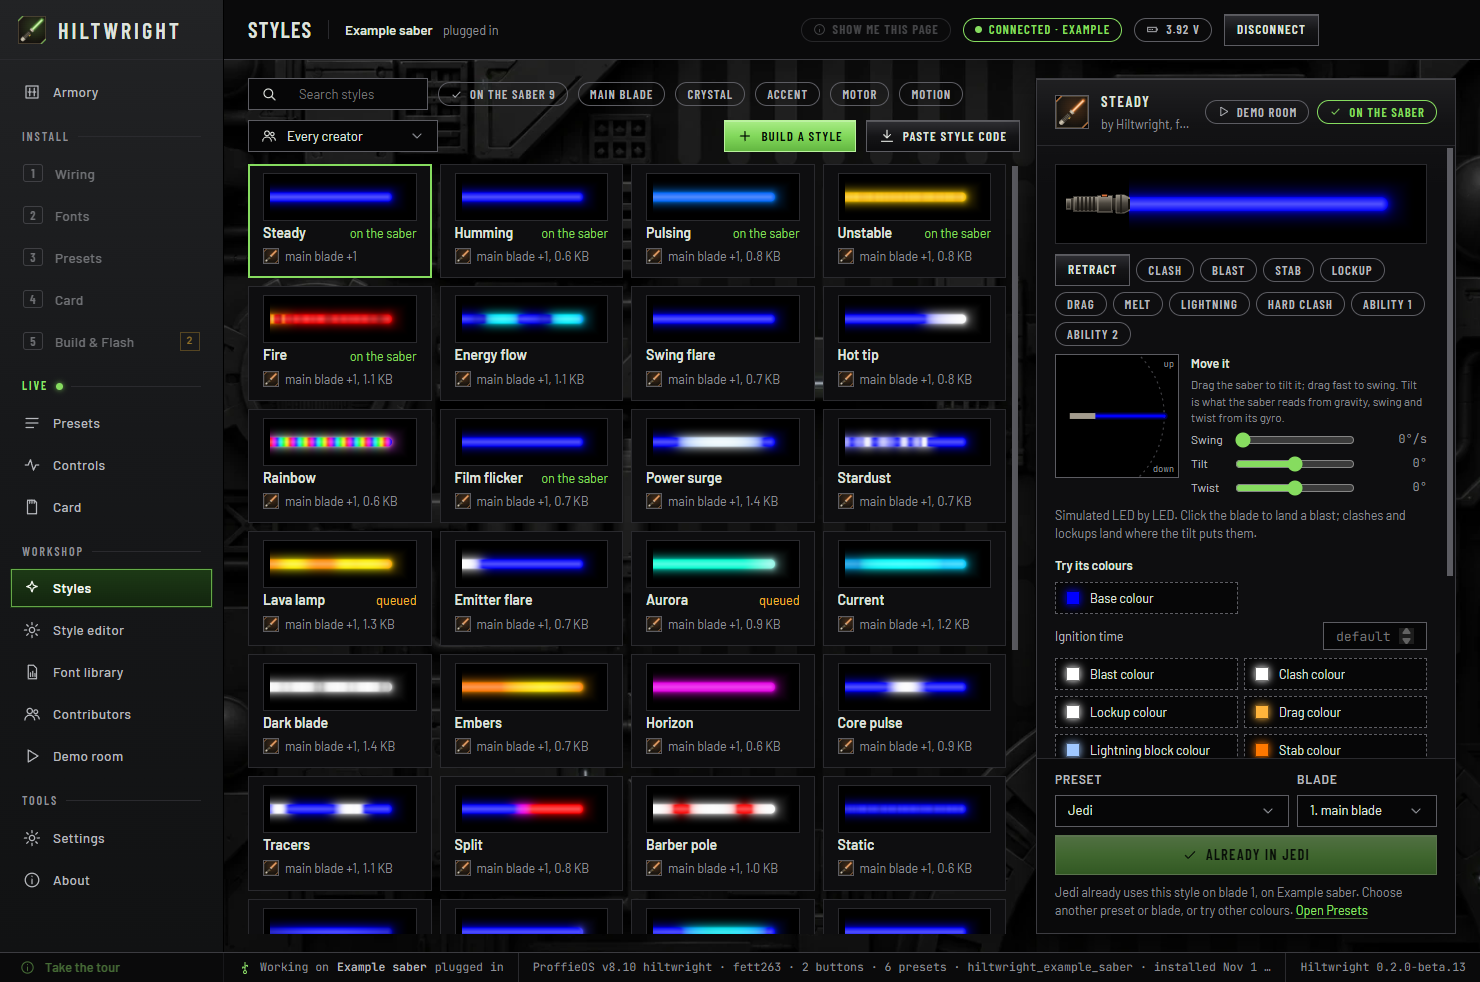 HILTWRIGHT
STYLES
Example saber plugged in
SHOW ME THIS PAGE
CONNECTED · EXAMPLE
3.92 V
DISCONNECT
Armory
INSTALL
1 Wiring
2 Fonts
3 Presets
4 Card
5 Build & Flash 2
LIVE
Presets
Controls
Card
WORKSHOP
Styles
Style editor
Font library
Contributors
Demo room
TOOLS
Settings
About
Take the tour
Search styles
ON THE SABER 9
MAIN BLADE
CRYSTAL
ACCENT
MOTOR
MOTION
Every creator
BUILD A STYLE
PASTE STYLE CODE
Steady on the saber
main blade +1
Humming on the saber
main blade +1, 0.6 KB
Pulsing on the saber
main blade +1, 0.8 KB
Unstable on the saber
main blade +1, 0.8 KB
Fire on the saber
main blade +1, 1.1 KB
Energy flow
main blade +1, 1.1 KB
Swing flare
main blade +1, 0.7 KB
Hot tip
main blade +1, 0.8 KB
Rainbow
main blade +1, 0.6 KB
Film flicker on the saber
main blade +1, 0.7 KB
Power surge
main blade +1, 1.4 KB
Stardust
main blade +1, 0.7 KB
Lava lamp queued
main blade +1, 1.3 KB
Emitter flare
main blade +1, 0.7 KB
Aurora queued
main blade +1, 0.9 KB
Current
main blade +1, 1.2 KB
Dark blade
main blade +1, 1.4 KB
Embers
main blade +1, 0.7 KB
Horizon
main blade +1, 0.6 KB
Core pulse
main blade +1, 0.9 KB
Tracers
main blade +1, 1.1 KB
Split
main blade +1, 0.8 KB
Barber pole
main blade +1, 1.0 KB
Static
main blade +1, 0.6 KB
STEADY
by Hiltwright, f...
DEMO ROOM
ON THE SABER
RETRACT
CLASH
BLAST
STAB
LOCKUP
DRAG
MELT
LIGHTNING
HARD CLASH
ABILITY 1
ABILITY 2
up
down
Move it
Drag the saber to tilt it; drag fast to swing. Tilt
is what the saber reads from gravity, swing and
twist from its gyro.
Swing 0°/s
Tilt 0°
Twist 0°
Simulated LED by LED. Click the blade to land a blast; clashes and
lockups land where the tilt puts them.
Try its colours
Base colour
Ignition time default
Blast colour
Clash colour
Lockup colour
Drag colour
Lightning block colour
Stab colour
PRESET
BLADE
Jedi
1. main blade
ALREADY IN JEDI
Jedi already uses this style on blade 1, on Example saber. Choose
another preset or blade, or try other colours. Open Presets
Working on Example saber plugged in
ProffieOS v8.10 hiltwright · fett263 · 2 buttons · 6 presets · hiltwright_example_saber · installed Nov 1 …
Hiltwright 0.2.0-beta.13